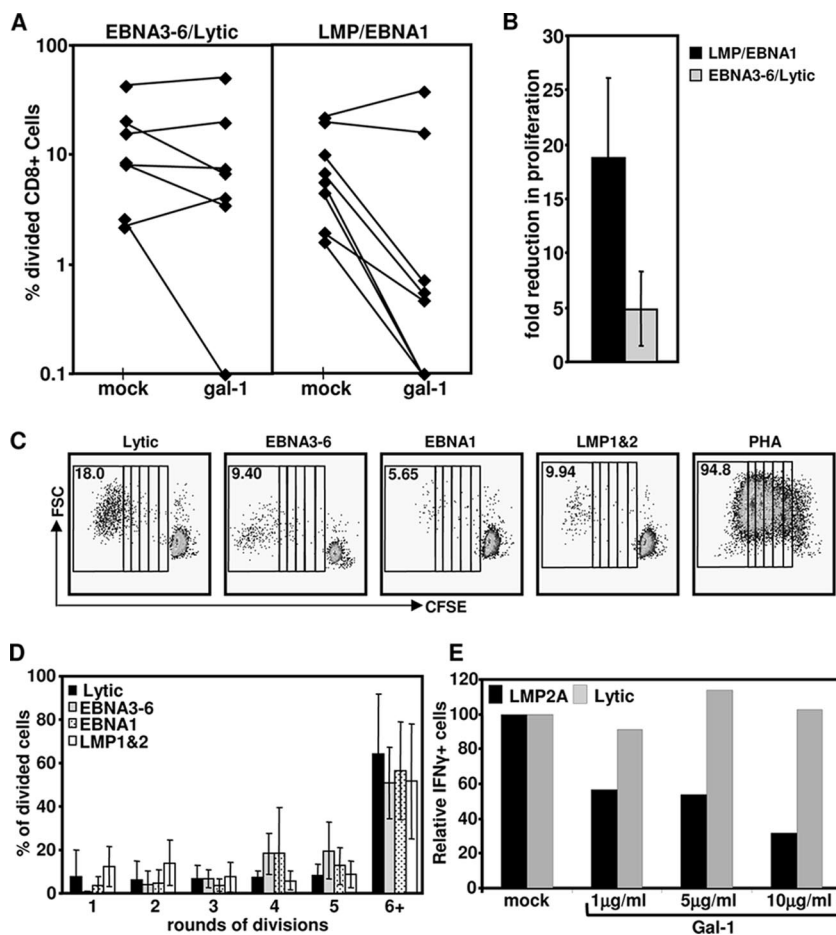 A
EBNA3-6/Lytic
LMP/EBNA1
% divided CD8+ Cells
100
10
1
0.1
mock
gal-1
mock
gal-1
B
fold reduction in proliferation
30
25
20
15
10
5
0
LMP/EBNA1
EBNA3-6/Lytic
C
Lytic
EBNA3-6
EBNA1
LMP1&2
PHA
18.0
9.40
5.65
9.94
94.8
FSC
CFSE
D
% of divided cells
100
80
60
40
20
0
Lytic
EBNA3-6
EBNA1
LMP1&2
1
2
3
4
5
6+
rounds of divisions
E
Relative IFNγ+ cells
120
100
80
60
40
20
0
LMP2A
Lytic
mock
1µg/ml
5µg/ml
10µg/ml
Gal-1